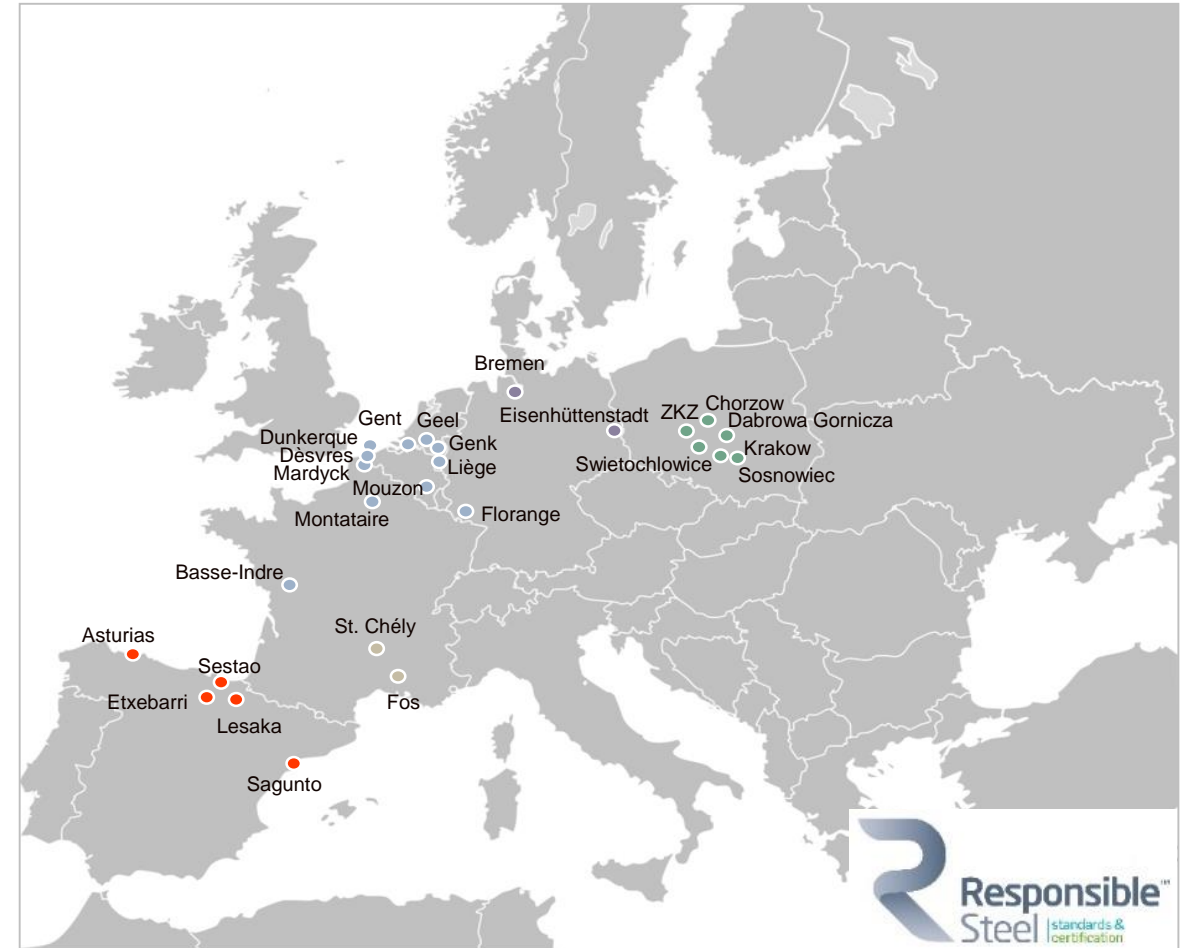 Bremen
Eisenhüttenstadt
ZKZ
Chorzow
Dabrowa Gornicza
Krakow
Swietochlowice
Sosnowiec
Gent
Geel
Dunkerque
Genk
Dèsvres
Liège
Mardyck
Mouzon
Montataire
Florange
Basse-Indre
St. Chély
Fos
Asturias
Sestao
Etxebarri
Lesaka
Sagunto
Responsible™
Steel
standards &
certification